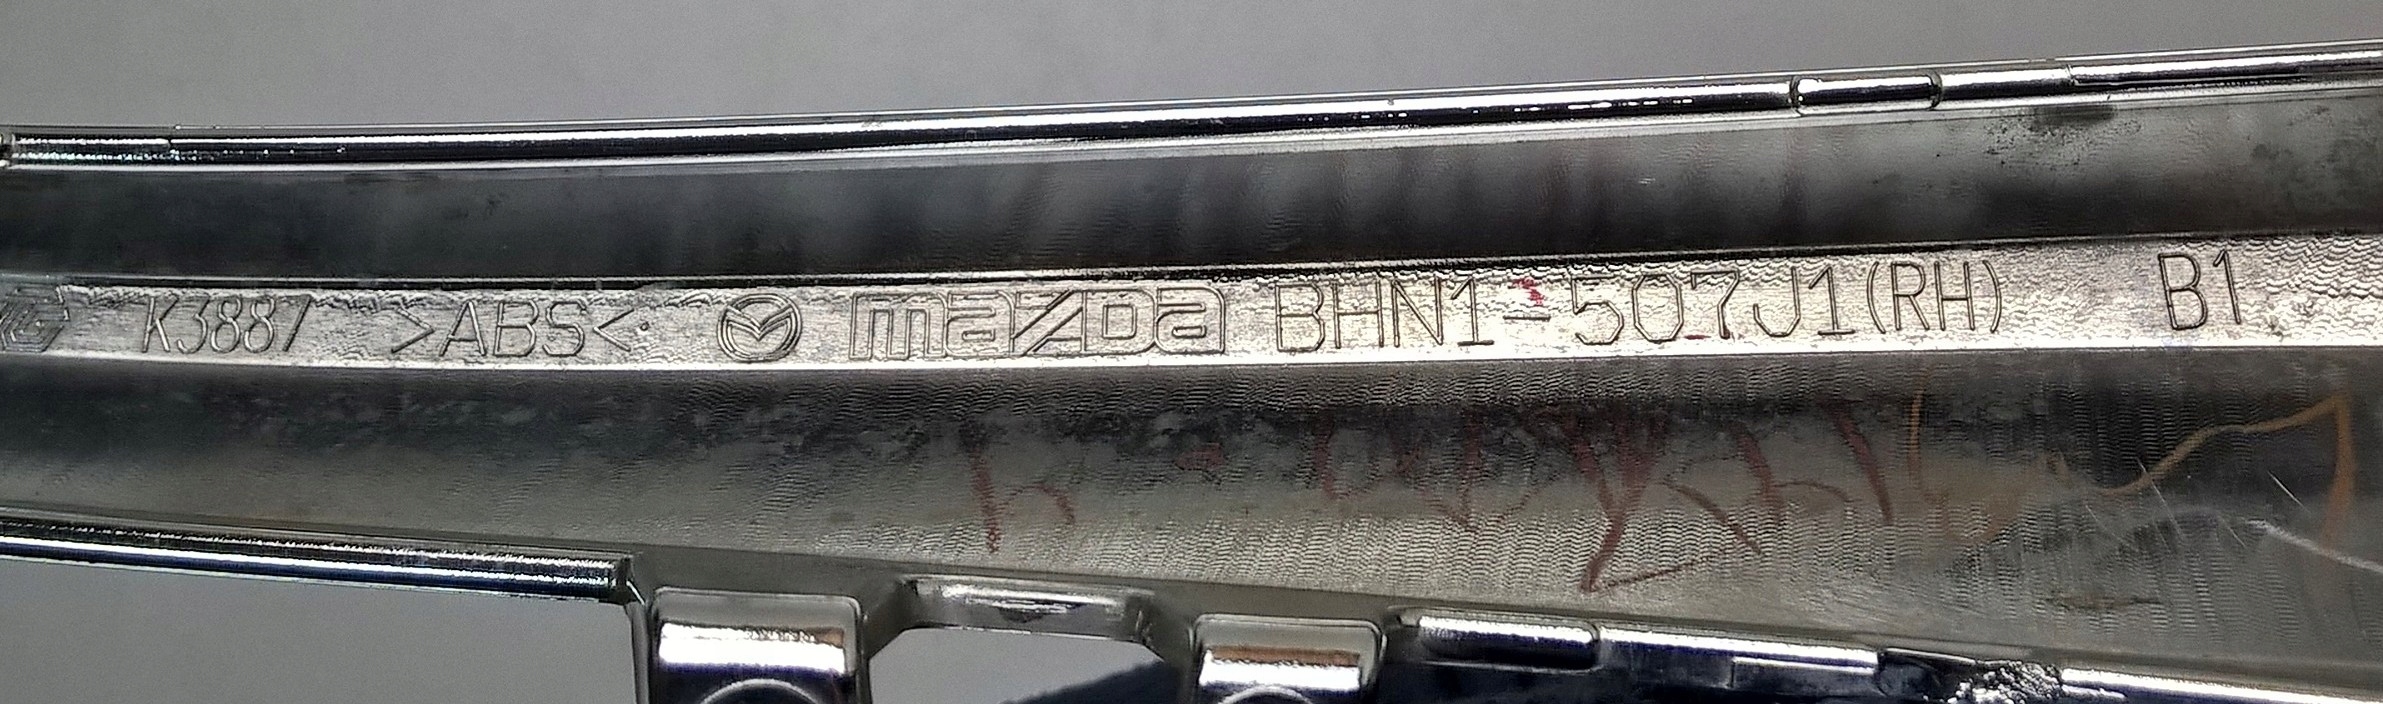 K3887 >ABS< mazda BHN1-507J1(RH) B1